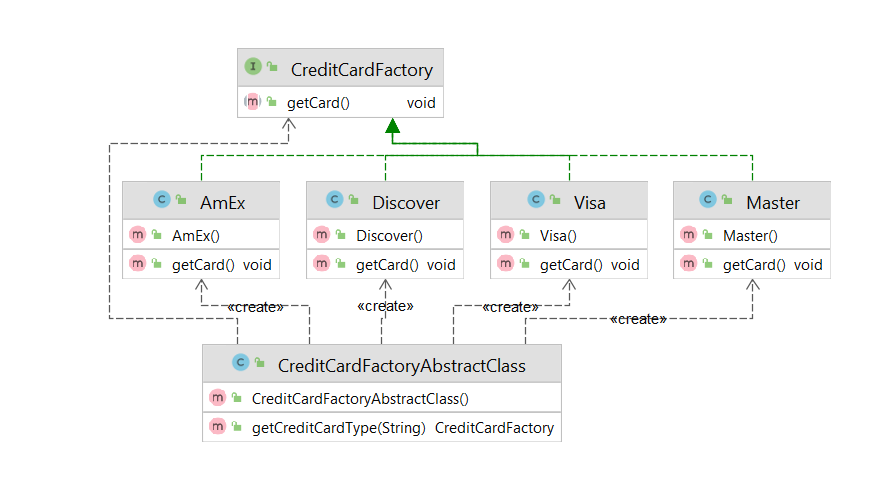 I CreditCardFactory
m getCard() void
C AmEx
m AmEx()
m getCard() void
C Discover
m Discover()
m getCard() void
C Visa
m Visa()
m getCard() void
C Master
m Master()
m getCard() void
«create»
«create»
«create»
«create»
C CreditCardFactoryAbstractClass
m CreditCardFactoryAbstractClass()
m getCreditCardType(String) CreditCardFactory